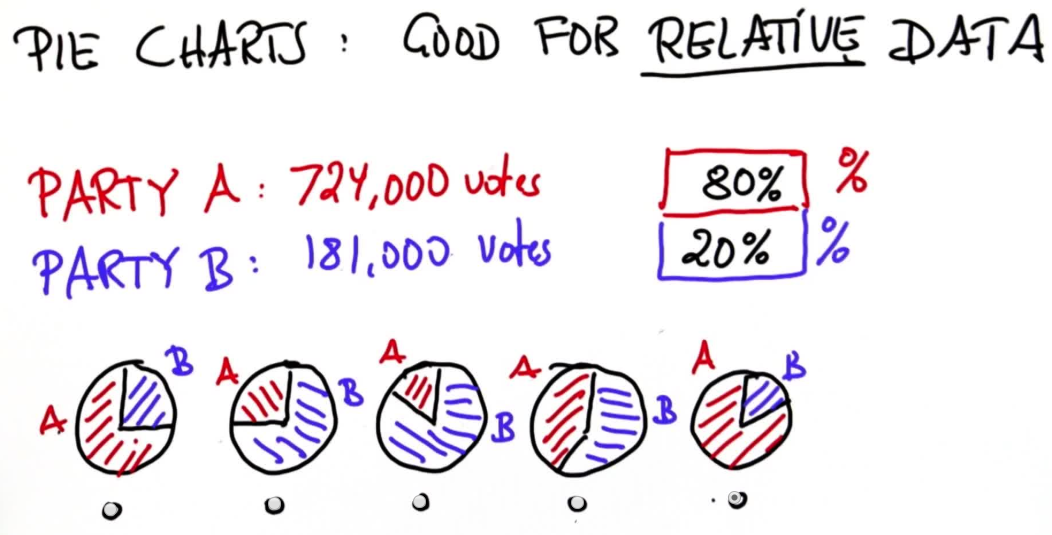 PIE CHARTS : GOOD FOR RELATIVE DATA
PARTY A : 724,000 votes 80% %
PARTY B : 181,000 votes 20% %
A B A B A B A B A B